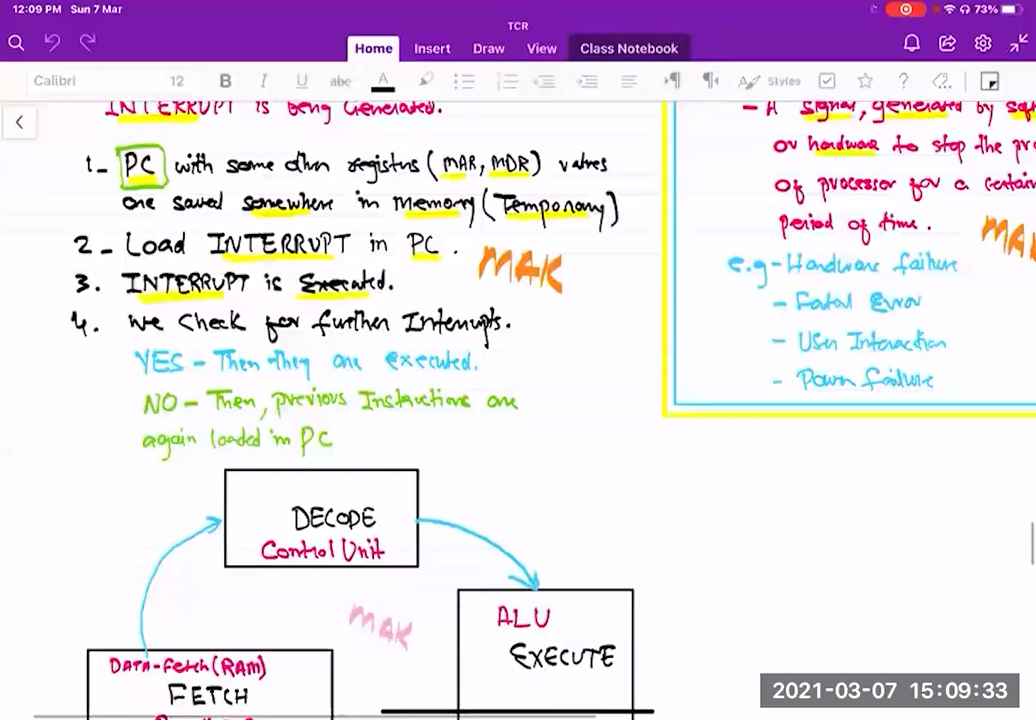 12:09 PM Sun 7 Mar
73%
TCR
Home Insert Draw View Class Notebook
Calibri 12 B I U abc A Styles
INTERRUPT is being Generated.
1- PC with some other registers (MAR, MDR) values
are saved somewhere in Memory (Temporary)
2- Load INTERRUPT in PC.
MAK
3. INTERRUPT is Executed.
4. We Check for further Interrupts.
YES - Then they are executed.
NO - Then, previous Instructions are
again loaded in PC
- A signal, generated by
or hardware to stop the
of processor for a certain
period of time.
MAK
e.g - Hardware failure
- Fatal Error
- User Interaction
- Power failure
DECODE
Control Unit
MAK
ALU
EXECUTE
DATA-Fetch (RAM)
FETCH
2021-03-07 15:09:33